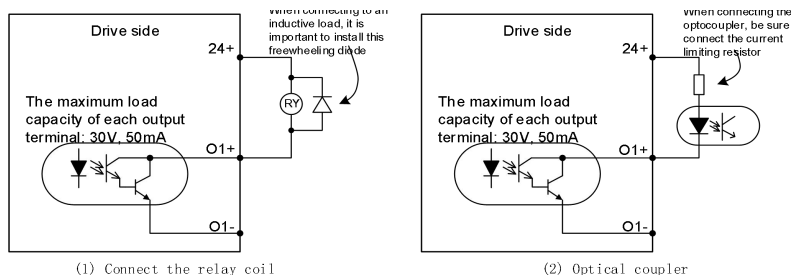 When connecting to an
inductive load, it is
important to install this
freewheeling diode
Drive side
24+
RY
The maximum load
capacity of each output
terminal: 30V, 50mA
O1+
O1-
(1) Connect the relay coil
When connecting the
optocoupler, be sure
connect the current
limiting resistor
Drive side
24+
The maximum load
capacity of each output
terminal: 30V, 50mA
O1+
O1-
(2) Optical coupler